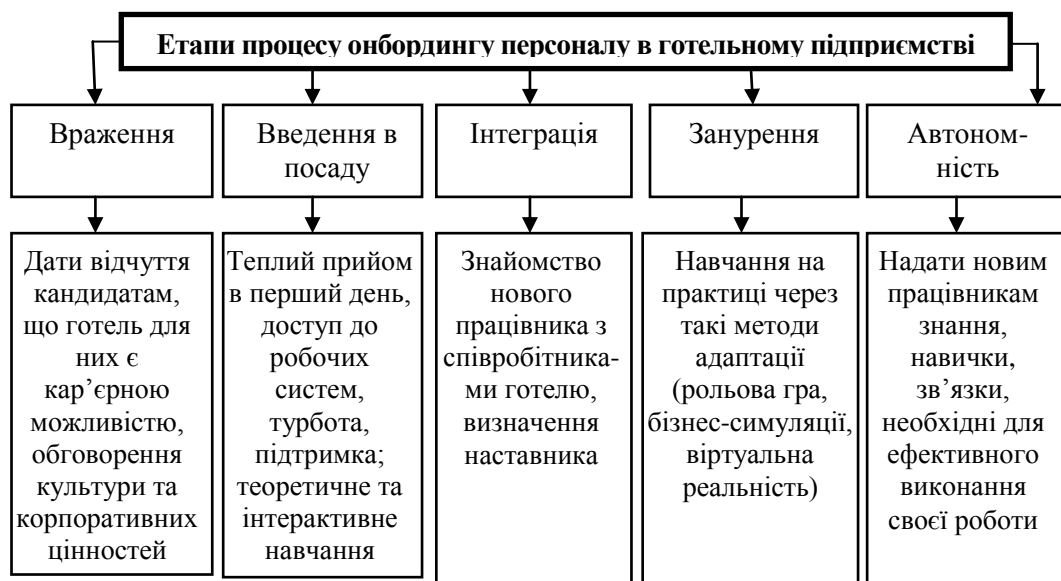 Етапи процесу онбордингу персоналу в готельному підприємстві
Враження
Введення в
посаду
Інтеграція
Занурення
Автоном-
ність
Дати відчуття
кандидатам,
що готель для
них є
кар’єрною
можливістю,
обговорення
культури та
корпоративних
цінностей
Теплий прийом
в перший день,
доступ до
робочих
систем,
турбота,
підтримка;
теоретичне та
інтерактивне
навчання
Знайомство
нового
працівника з
співробітника-
ми готелю,
визначення
наставника
Навчання на
практиці через
такі методи
адаптації
(рольова гра,
бізнес-симуляції,
віртуальна
реальність)
Надати новим
працівникам
знання,
навички,
зв’язки,
необхідні для
ефективного
виконання
своєї роботи